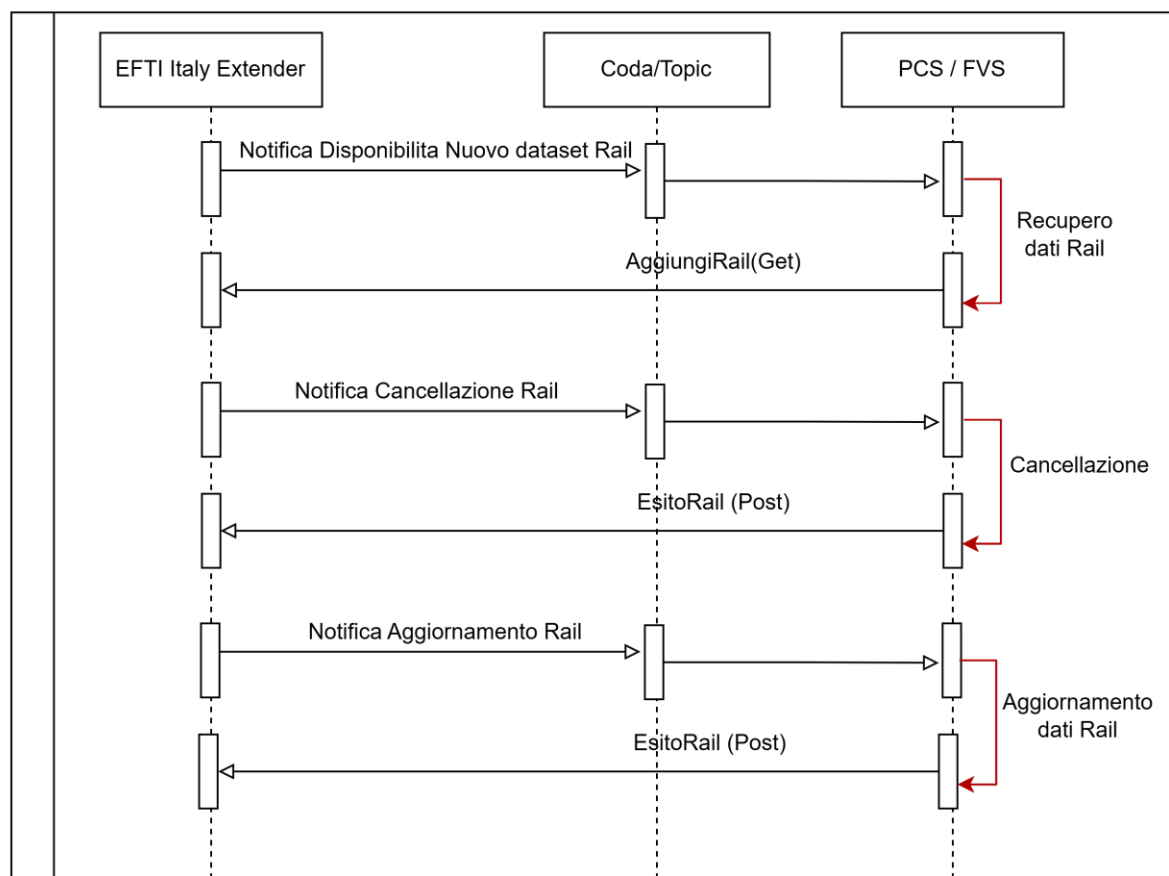 EFTI Italy Extender
Coda/Topic
PCS / FVS
Notifica Disponibilita Nuovo dataset Rail
Recupero
dati Rail
AggiungiRail(Get)
Notifica Cancellazione Rail
Cancellazione
EsitoRail (Post)
Notifica Aggiornamento Rail
Aggiornamento
dati Rail
EsitoRail (Post)